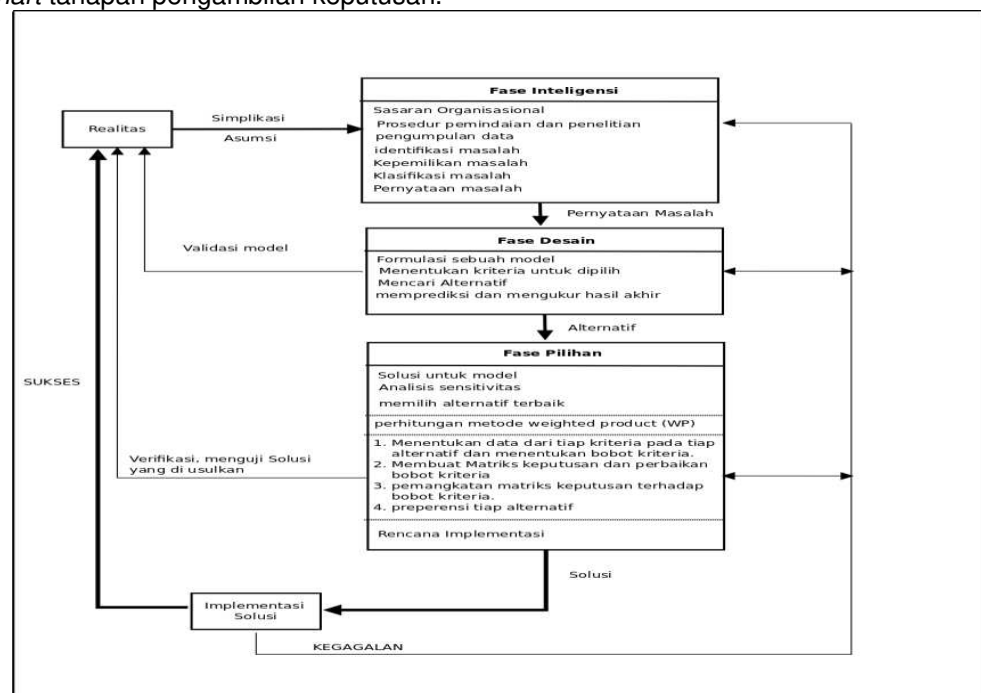 tahapan pengambilan keputusan.
Fase Inteligensi
Sasaran Organisasional
Prosedur pemindaian dan penelitian
pengumpulan data
identifikasi masalah
Kepemilikan masalah
Klasifikasi masalah
Pernyataan masalah
Realitas
Simplikasi
Asumsi
Pernyataan Masalah
Fase Desain
Formulasi sebuah model
Menentukan kriteria untuk dipilih
Mencari Alternatif
memprediksi dan mengukur hasil akhir
Validasi model
Alternatif
Fase Pilihan
Solusi untuk model
Analisis sensitivitas
memilih alternatif terbaik
perhitungan metode weighted product (WP)
1. Menentukan data dari tiap kriteria pada tiap
alternatif dan menentukan bobot kriteria.
2. Membuat Matriks keputusan dan perbaikan
bobot kriteria
3. pemangkatan matriks keputusan terhadap
bobot kriteria.
4. preperensi tiap alternatif
Rencana Implementasi
SUKSES
Verifikasi, menguji Solusi
yang di usulkan
Solusi
Implementasi
Solusi
KEGAGALAN